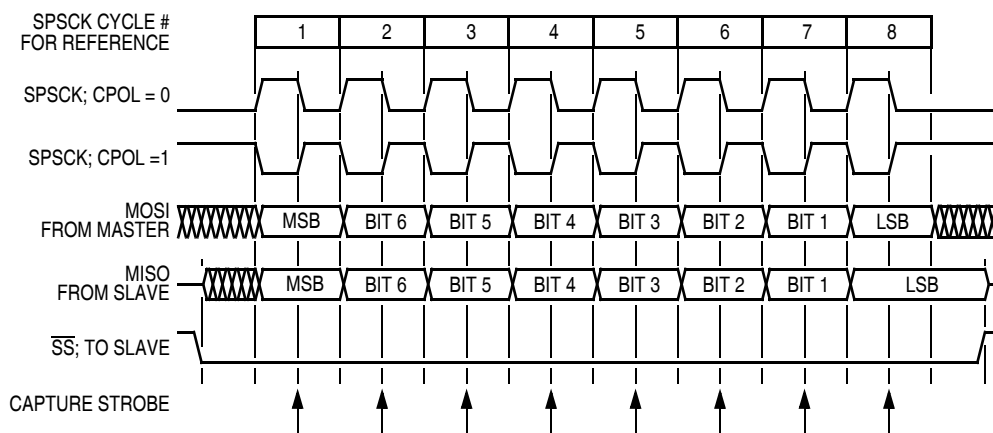 SPSCK CYCLE #
FOR REFERENCE
1 2 3 4 5 6 7 8
SPSCK; CPOL = 0
SPSCK; CPOL =1
MOSI
FROM MASTER
MSB BIT 6 BIT 5 BIT 4 BIT 3 BIT 2 BIT 1 LSB
MISO
FROM SLAVE
MSB BIT 6 BIT 5 BIT 4 BIT 3 BIT 2 BIT 1 LSB
SS; TO SLAVE
CAPTURE STROBE